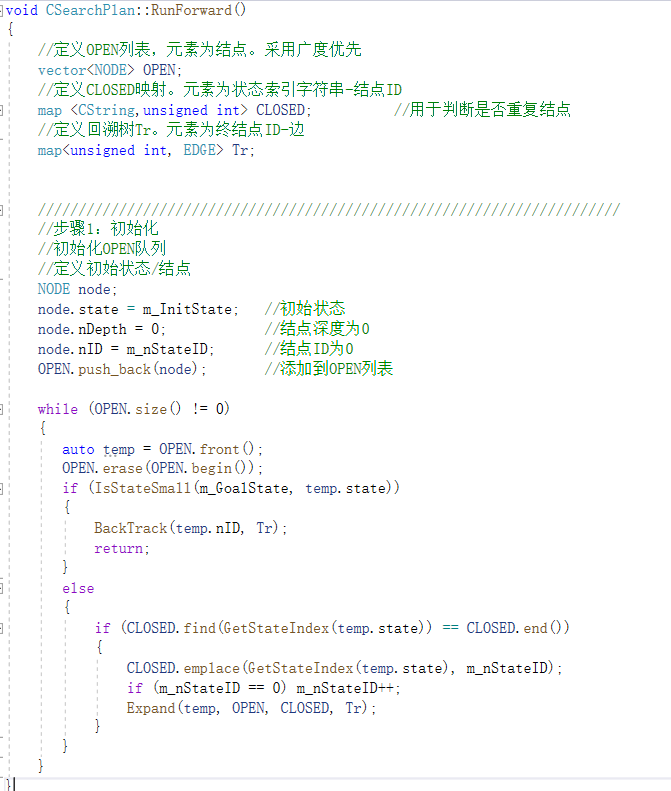 void CSearchPlan::RunForward()
{
//定义OPEN列表，元素为结点。采用广度优先
vector<NODE> OPEN;
//定义CLOSED映射。元素为状态索引字符串-结点ID
map <CString,unsigned int> CLOSED; //用于判断是否重复结点
//定义回溯树Tr。元素为终结点ID-边
map<unsigned int, EDGE> Tr;
///////////////////////////////////////////////////////////////////////
//步骤1：初始化
//初始化OPEN队列
//定义初始状态/结点
NODE node;
node.state = m_InitState; //初始状态
node.nDepth = 0; //结点深度为0
node.nID = m_nStateID; //结点ID为0
OPEN.push_back(node); //添加到OPEN列表
while (OPEN.size() != 0)
{
auto temp = OPEN.front();
OPEN.erase(OPEN.begin());
if (IsStateSmall(m_GoalState, temp.state))
{
BackTrack(temp.nID, Tr);
return;
}
else
{
if (CLOSED.find(GetStateIndex(temp.state)) == CLOSED.end())
{
CLOSED.emplace(GetStateIndex(temp.state), m_nStateID);
if (m_nStateID == 0) m_nStateID++;
Expand(temp, OPEN, CLOSED, Tr);
}
}
}
}